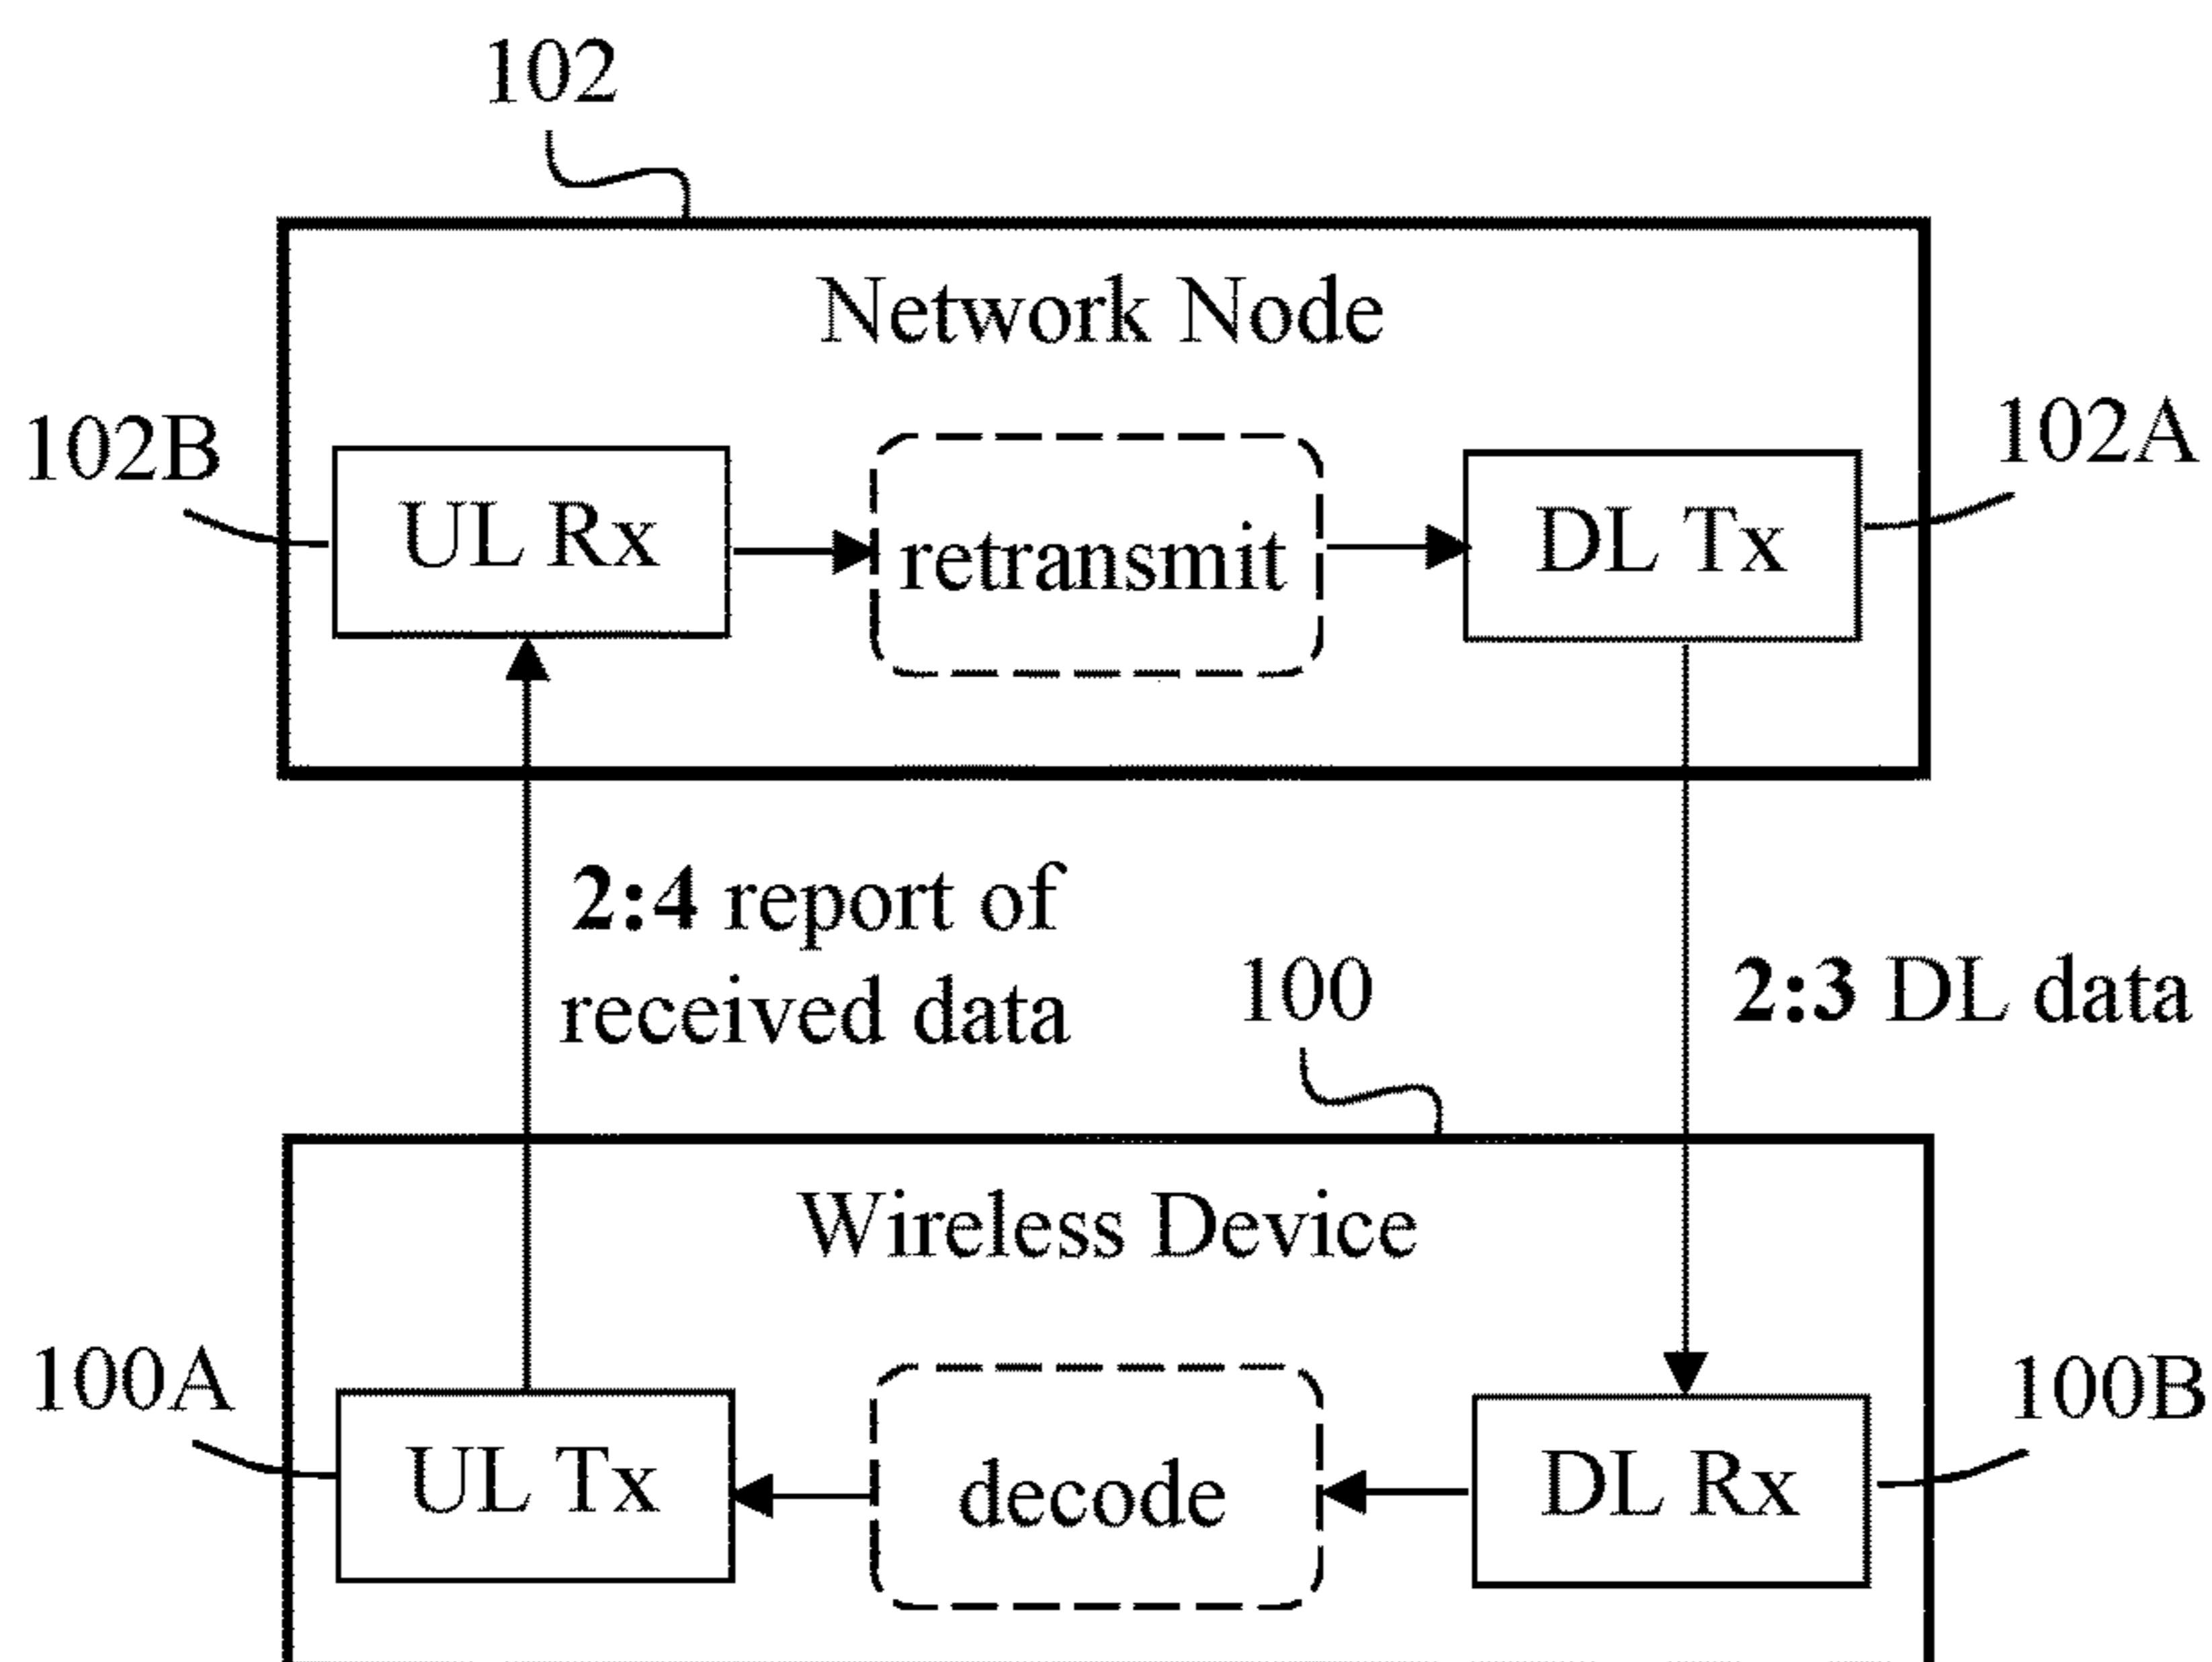 102
Network Node
102B
102A
UL Rx
retransmit
DL Tx
2:4 report of
received data
100
2:3 DL data
Wireless Device
100A
100B
UL Tx
decode
DL Rx